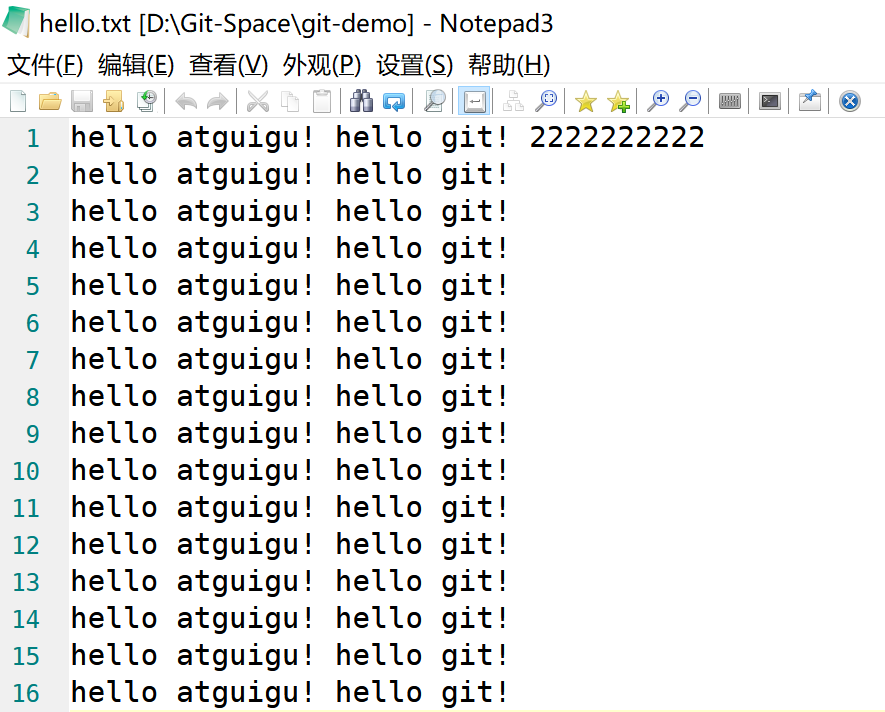 hello.txt [D:\Git-Space\git-demo] - Notepad3
文件(F) 编辑(E) 查看(V) 外观(P) 设置(S) 帮助(H)
1 hello atguigu! hello git! 2222222222
2 hello atguigu! hello git!
3 hello atguigu! hello git!
4 hello atguigu! hello git!
5 hello atguigu! hello git!
6 hello atguigu! hello git!
7 hello atguigu! hello git!
8 hello atguigu! hello git!
9 hello atguigu! hello git!
10 hello atguigu! hello git!
11 hello atguigu! hello git!
12 hello atguigu! hello git!
13 hello atguigu! hello git!
14 hello atguigu! hello git!
15 hello atguigu! hello git!
16 hello atguigu! hello git!